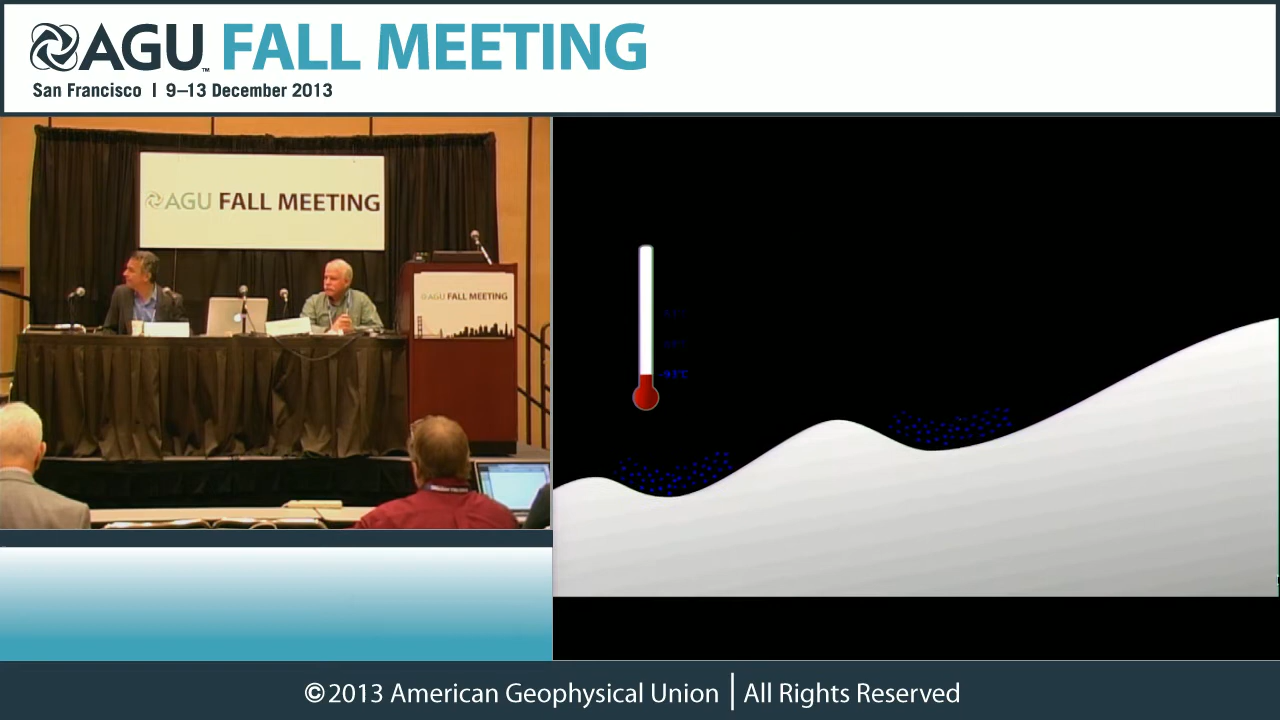 AGU™ FALL MEETING
San Francisco | 9–13 December 2013
AGU FALL MEETING
AGU FALL MEETING
©2013 American Geophysical Union | All Rights Reserved